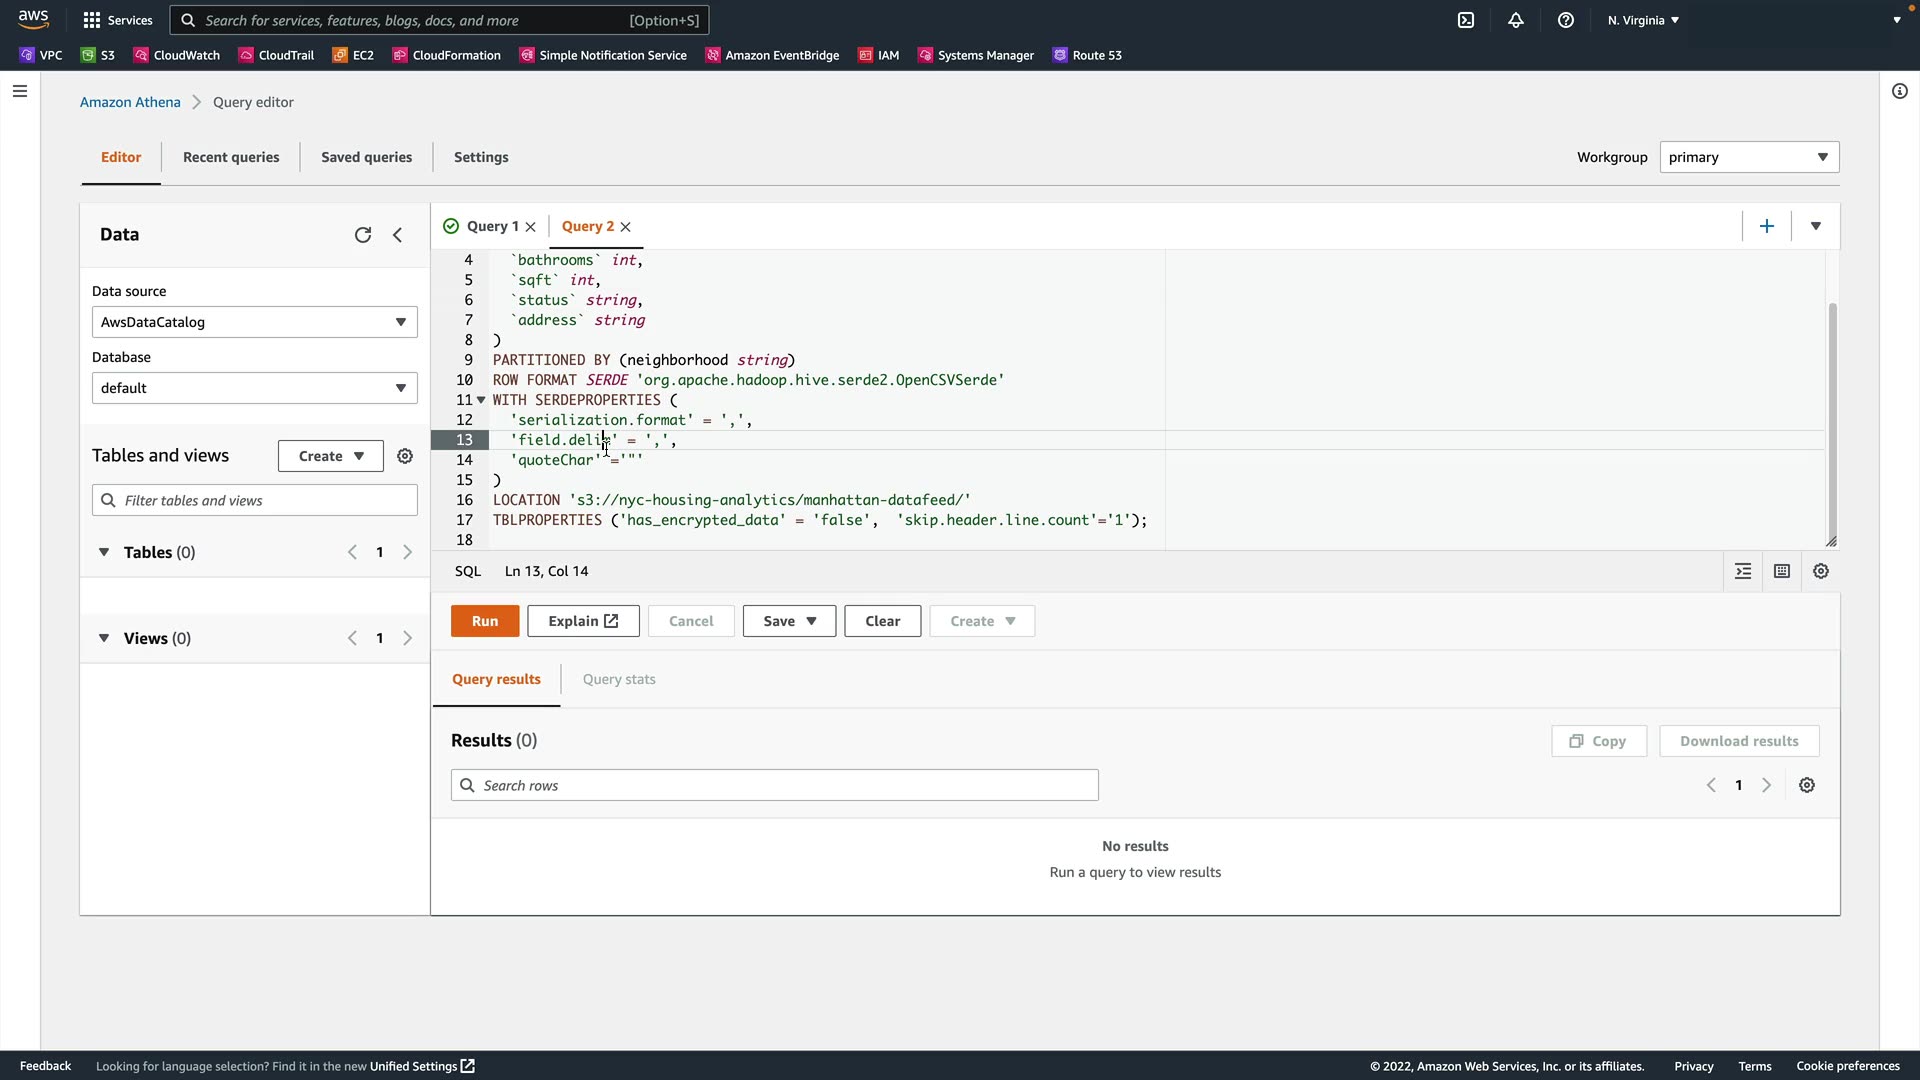 aws
Services
Search for services, features, blogs, docs, and more
[Option+S]
N. Virginia
VPC
S3
CloudWatch
CloudTrail
EC2
CloudFormation
Simple Notification Service
Amazon EventBridge
IAM
Systems Manager
Route 53
Amazon Athena
Query editor
Editor
Recent queries
Saved queries
Settings
Workgroup
primary
Data
Data source
AwsDataCatalog
Database
default
Tables and views
Create
Filter tables and views
Tables (0)
1
Views (0)
1
Query 1
Query 2
4 `bathrooms` int,
5 `sqft` int,
6 `status` string,
7 `address` string
8 )
9 PARTITIONED BY (neighborhood string)
10 ROW FORMAT SERDE 'org.apache.hadoop.hive.serde2.OpenCSVSerde'
11 WITH SERDEPROPERTIES (
12 'serialization.format' = ',',
13 'field.delim' = ',',
14 'quoteChar' ='"'
15 )
16 LOCATION 's3://nyc-housing-analytics/manhattan-datafeed/'
17 TBLPROPERTIES ('has_encrypted_data' = 'false', 'skip.header.line.count'='1');
18
SQL
Ln 13, Col 14
Run
Explain
Cancel
Save
Clear
Create
Query results
Query stats
Results (0)
Copy
Download results
Search rows
1
No results
Run a query to view results
Feedback
Looking for language selection? Find it in the new Unified Settings
© 2022, Amazon Web Services, Inc. or its affiliates.
Privacy
Terms
Cookie preferences